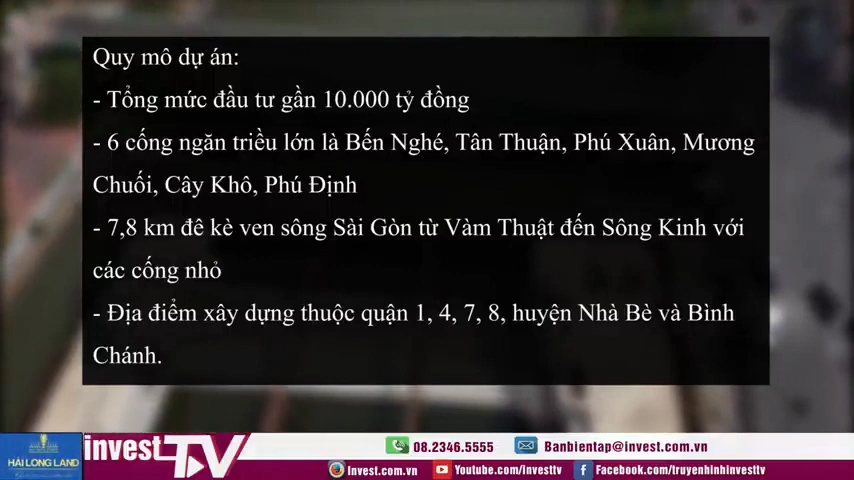 Quy mô dự án:
- Tổng mức đầu tư gần 10.000 tỷ đồng
- 6 cống ngăn triều lớn là Bến Nghé, Tân Thuận, Phú Xuân, Mương
Chuối, Cây Khô, Phú Định
- 7,8 km đê kè ven sông Sài Gòn từ Vàm Thuật đến Sông Kinh với
các cống nhỏ
- Địa điểm xây dựng thuộc quận 1, 4, 7, 8, huyện Nhà Bè và Bình
Chánh.
HẢI LONG LAND
invest TV
08.2346.5555
Banbientap@invest.com.vn
Invest.com.vn
Youtube.com/investtv
Facebook.com/truyenhinhinvesttv